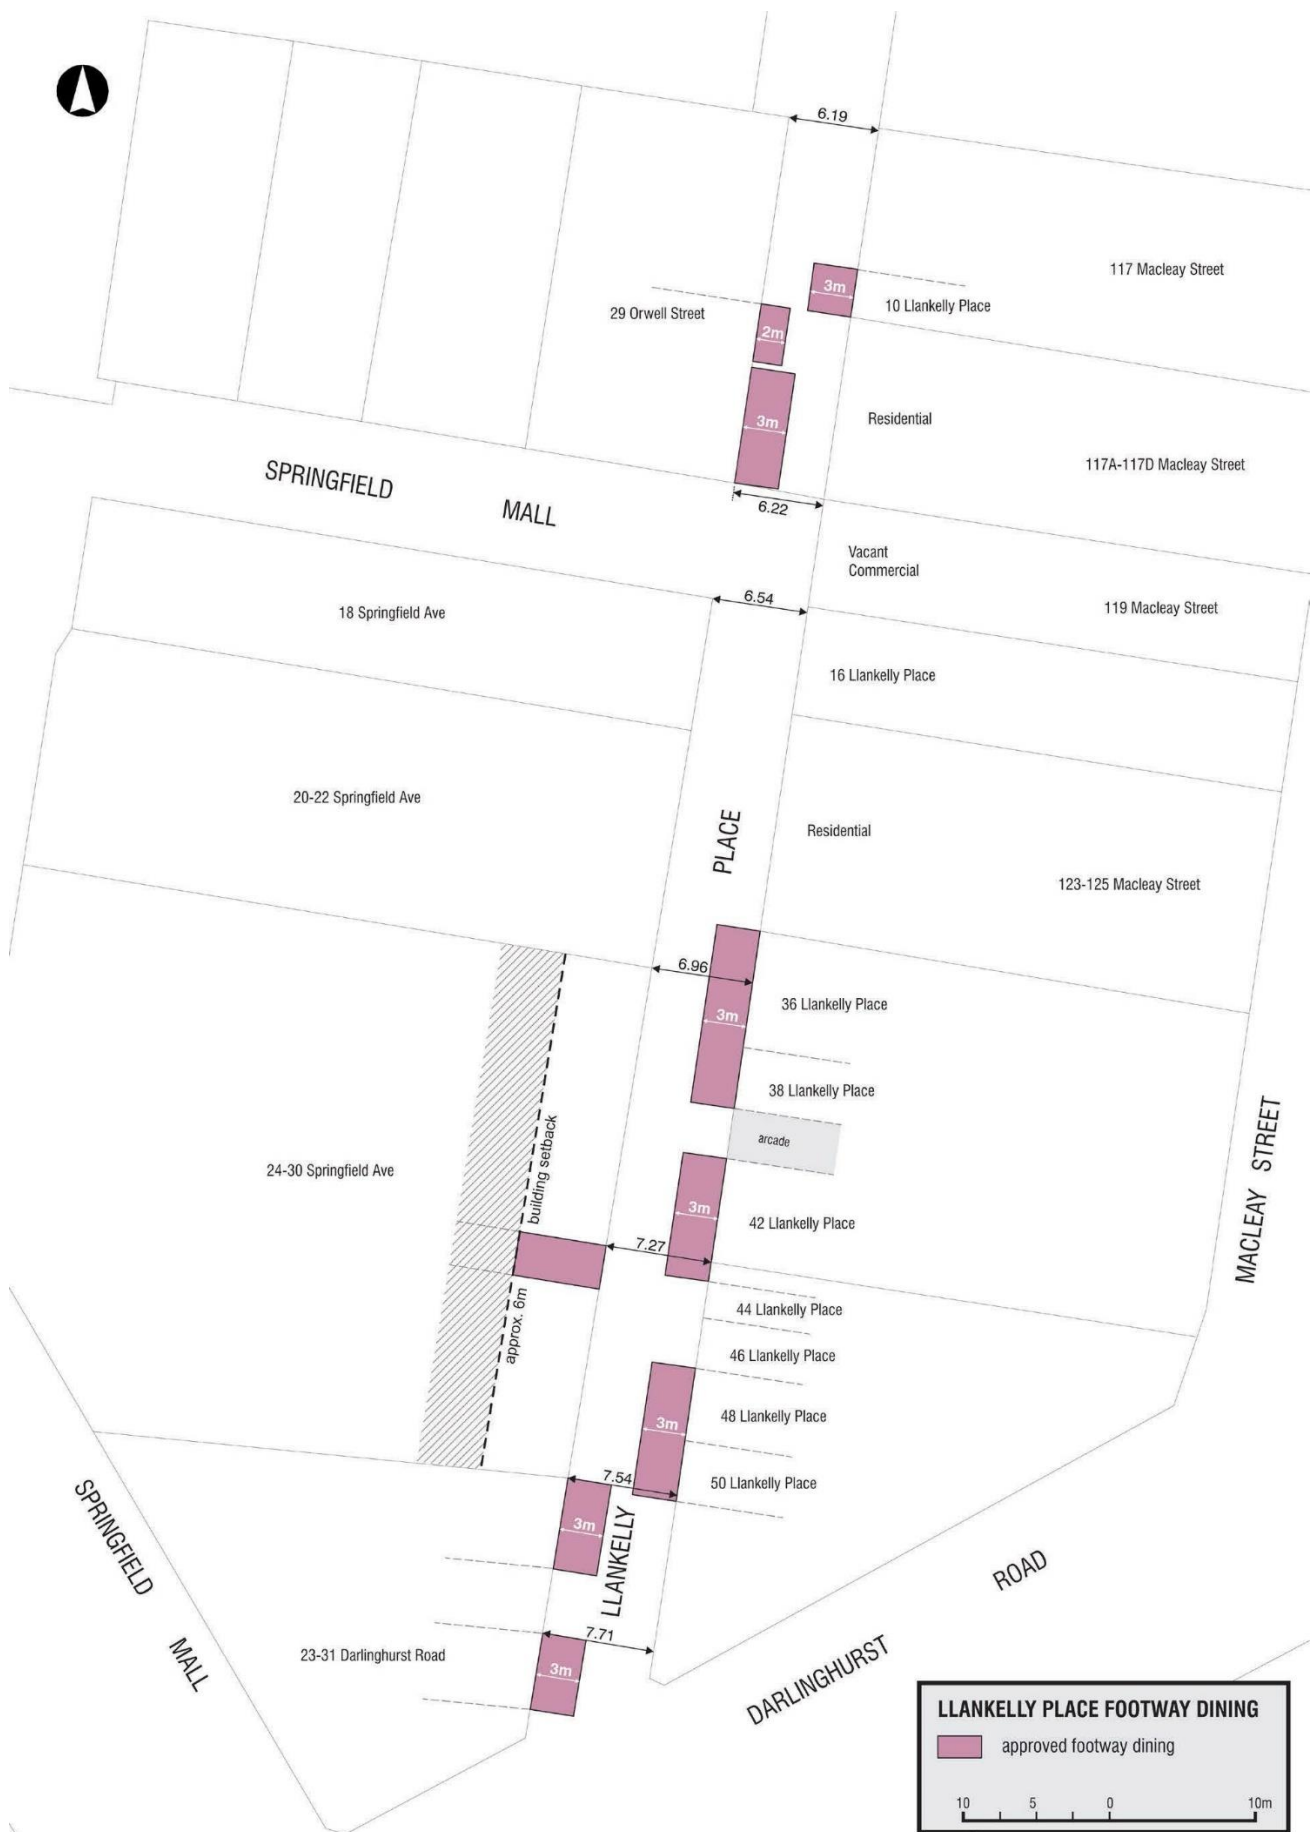 6.19
117 Macleay Street
3m
10 Llankelly Place
29 Orwell Street
2m
3m
Residential
117A-117D Macleay Street
SPRINGFIELD
MALL
6.22
Vacant
Commercial
6.54
18 Springfield Ave
119 Macleay Street
16 Llankelly Place
20-22 Springfield Ave
PLACE
Residential
123-125 Macleay Street
6.96
36 Llankelly Place
3m
38 Llankelly Place
arcade
24-30 Springfield Ave
building setback
approx. 6m
3m
42 Llankelly Place
7.27
MACLEAY STREET
44 Llankelly Place
46 Llankelly Place
3m
48 Llankelly Place
7.54
50 Llankelly Place
3m
LLANKELLY
SPRINGFIELD
MALL
7.71
23-31 Darlinghurst Road
3m
DARLINGHURST
ROAD
LLANKELLY PLACE FOOTWAY DINING
approved footway dining
10 5 0 10m